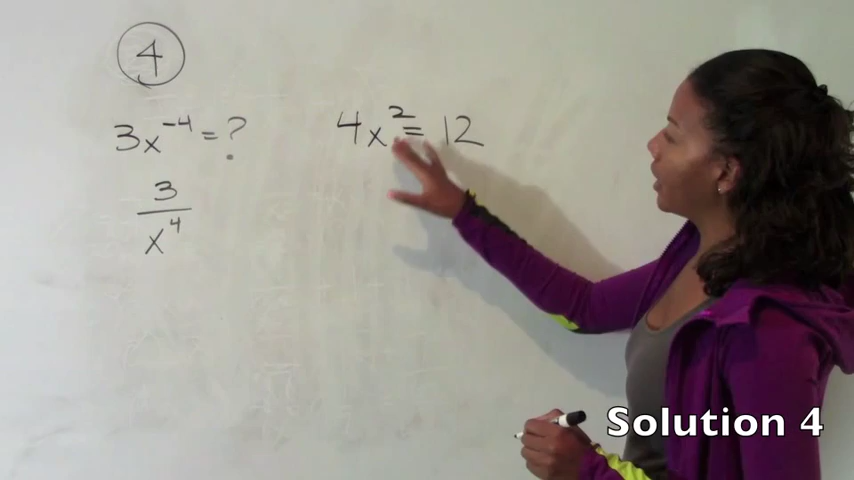 4
3x⁻⁴ = ?
3
x⁴
4x² = 12
Solution 4